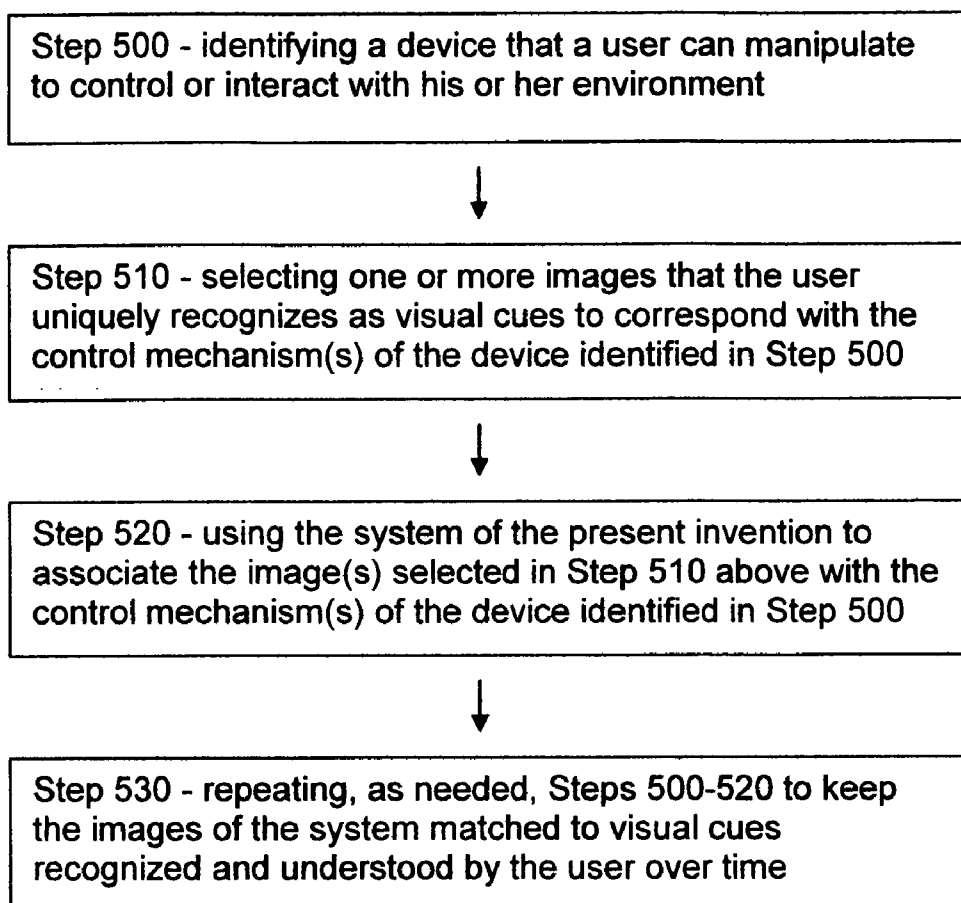 Step 500 - identifying a device that a user can manipulate
to control or interact with his or her environment
Step 510 - selecting one or more images that the user
uniquely recognizes as visual cues to correspond with the
control mechanism(s) of the device identified in Step 500
Step 520 - using the system of the present invention to
associate the image(s) selected in Step 510 above with the
control mechanism(s) of the device identified in Step 500
Step 530 - repeating, as needed, Steps 500-520 to keep
the images of the system matched to visual cues
recognized and understood by the user over time